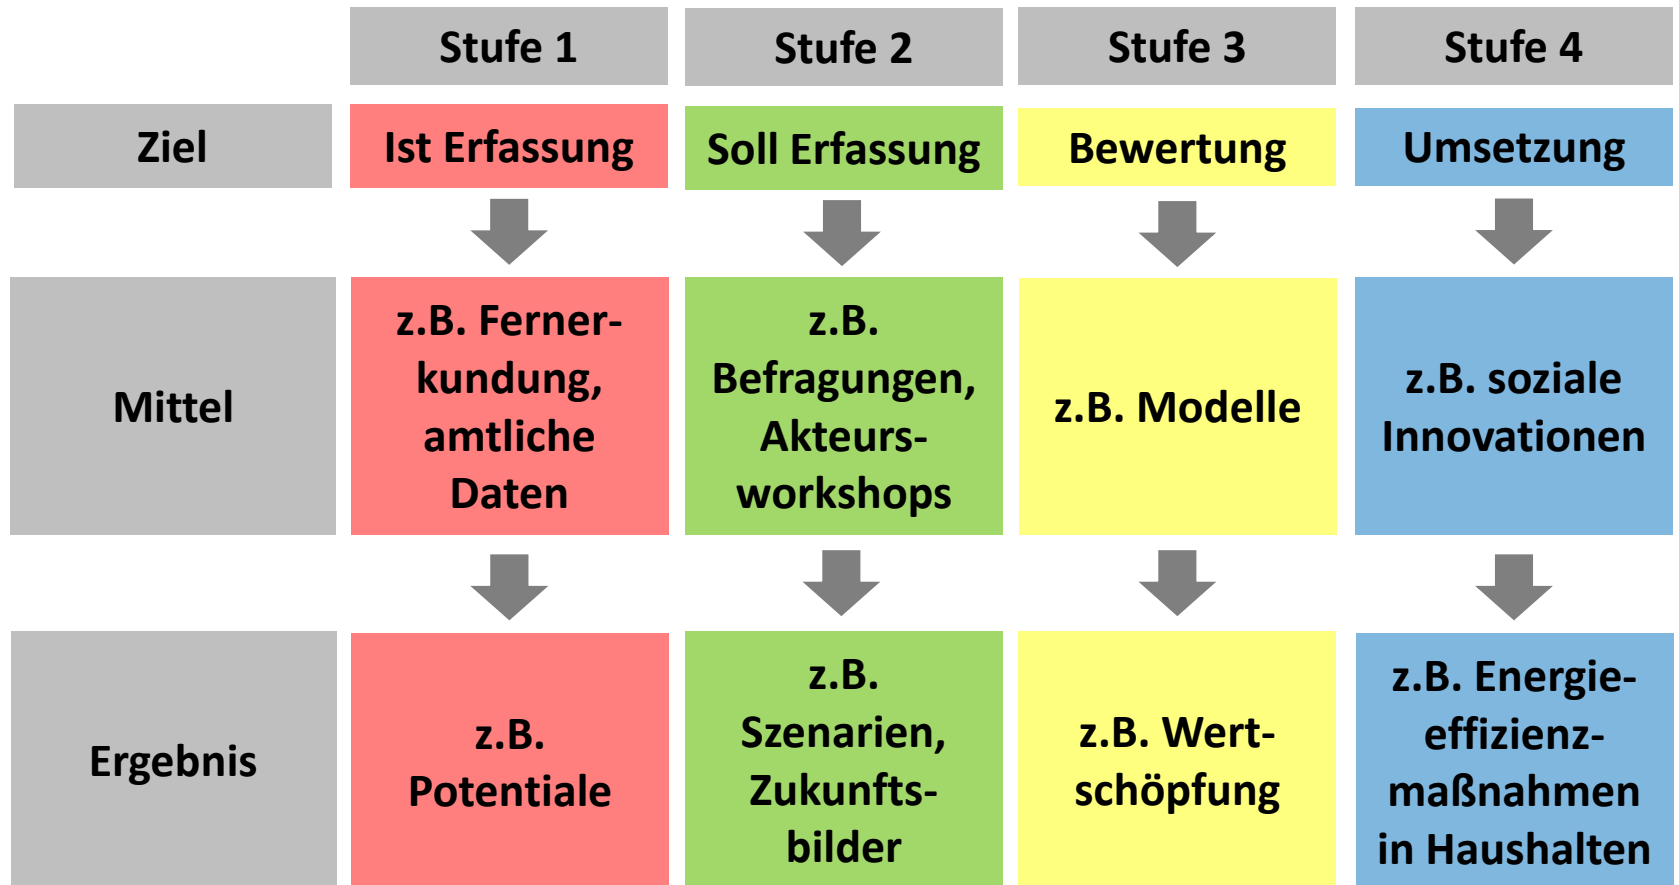 Stufe 1
Stufe 2
Stufe 3
Stufe 4
Ziel
Ist Erfassung
Soll Erfassung
Bewertung
Umsetzung
Mittel
z.B. Ferner-
kundung,
amtliche
Daten
z.B.
Befragungen,
Akteurs-
workshops
z.B. Modelle
z.B. soziale
Innovationen
Ergebnis
z.B.
Potentiale
z.B.
Szenarien,
Zukunfts-
bilder
z.B. Wert-
schöpfung
z.B. Energie-
effizienz-
maßnahmen
in Haushalten